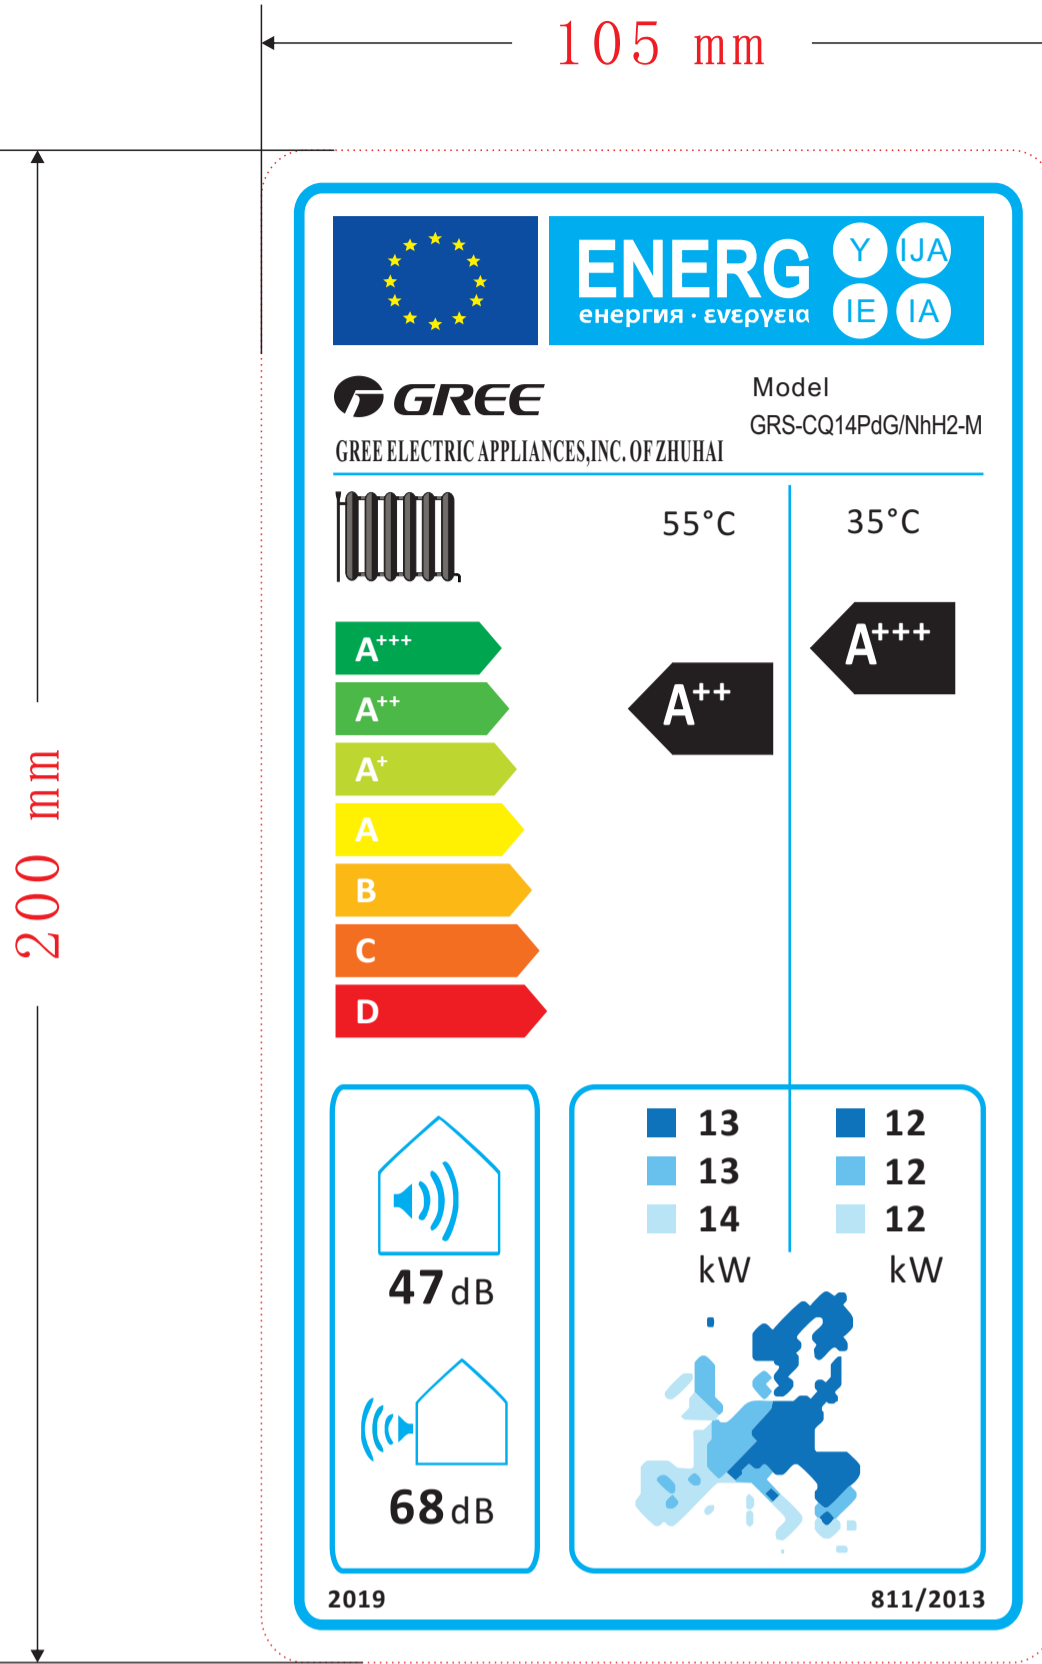 105 mm
200 mm
ENERG
енергия · ενεργεια
Y IJA
IE IA
GREE
GREE ELECTRIC APPLIANCES,INC. OF ZHUHAI
Model
GRS-CQ14PdG/NhH2-M
55°C
35°C
A+++
A++
A+
A
B
C
D
A++
A+++
47 dB
68 dB
13
13
14
kW
12
12
12
kW
2019
811/2013